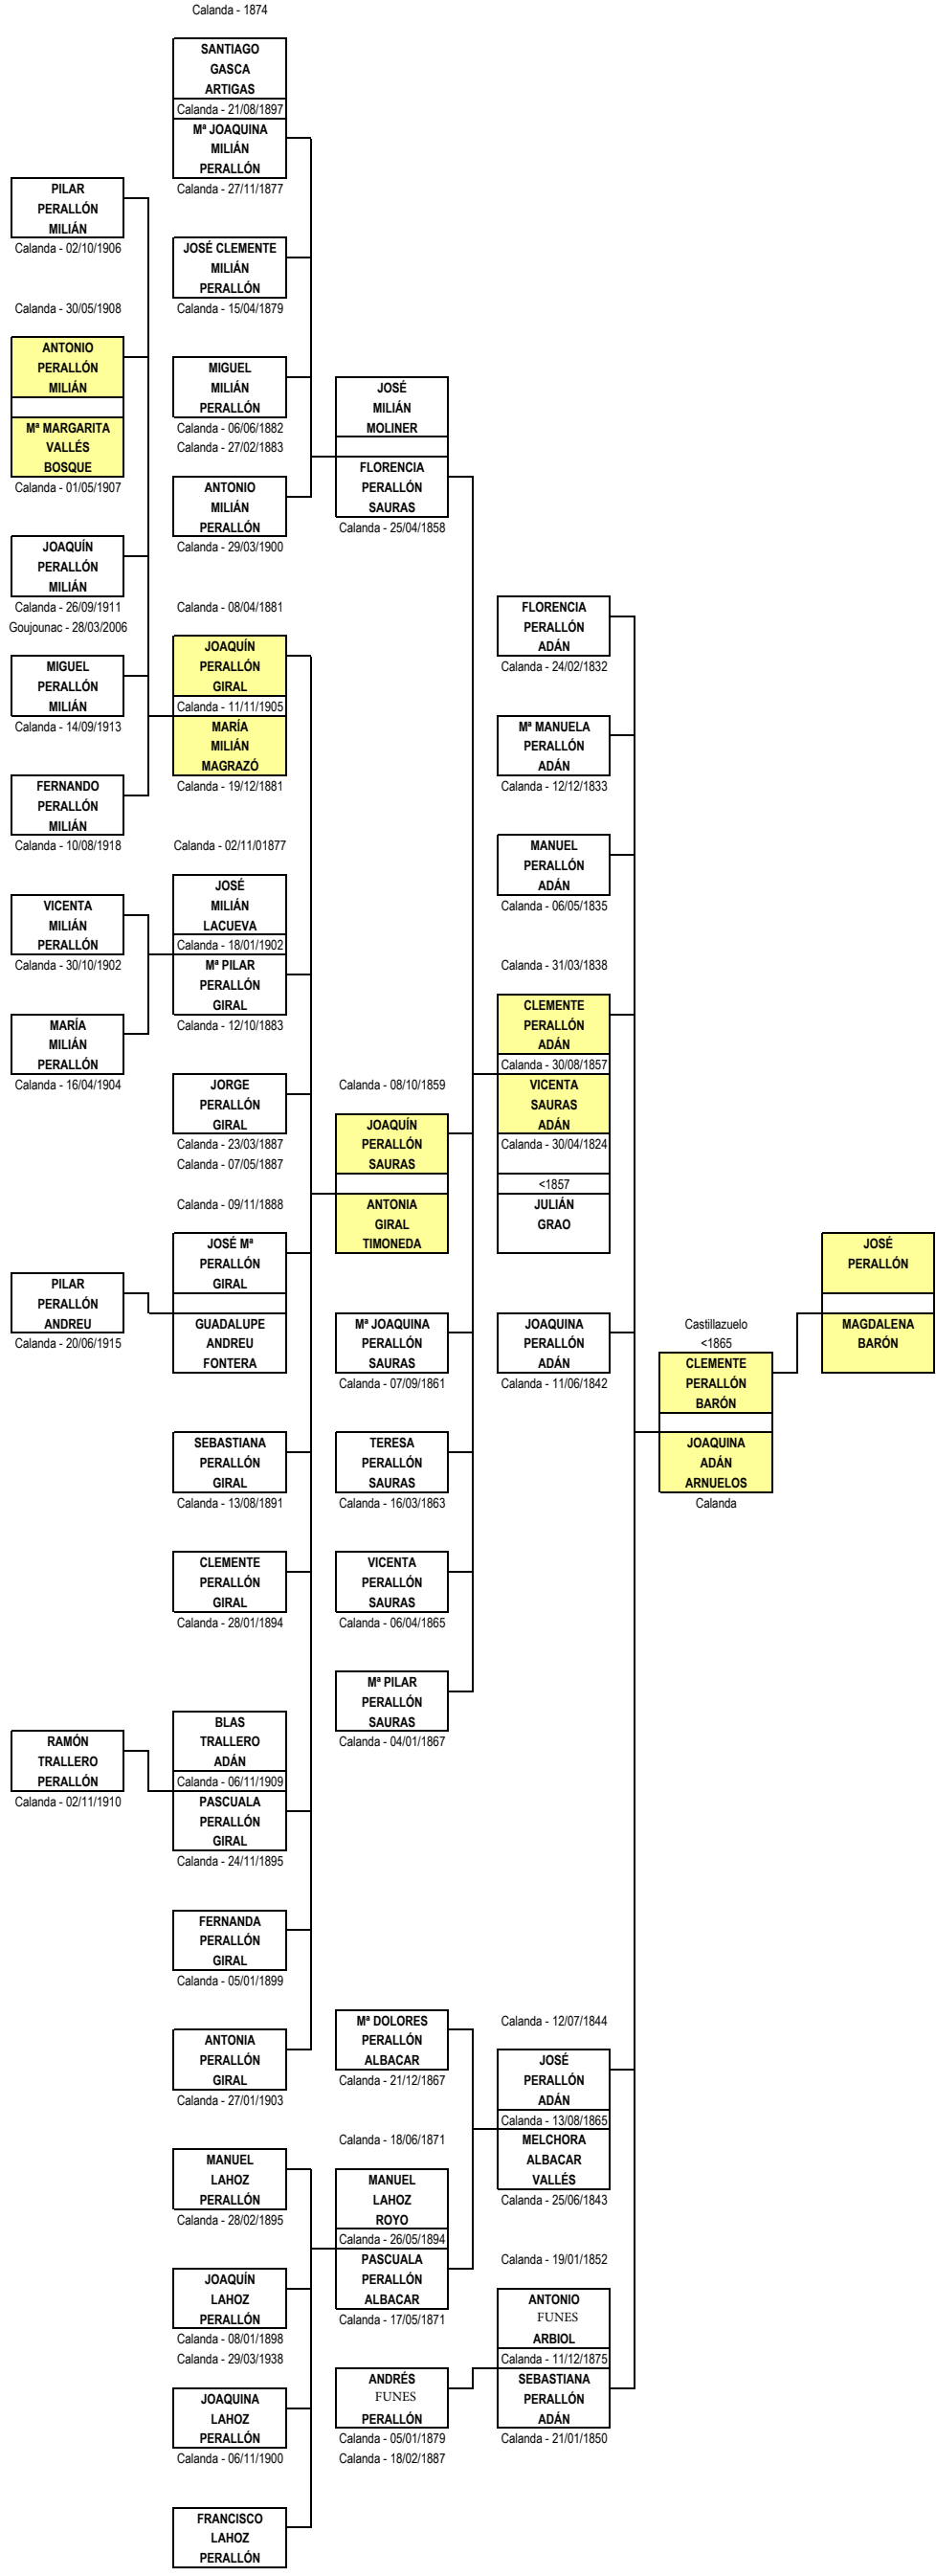 Calanda - 1874
SANTIAGO
GASCA
ARTIGAS
Calanda - 21/08/1897
Mª JOAQUINA
MILIÁN
PERALLÓN
Calanda - 27/11/1877
PILAR
PERALLÓN
MILIÁN
Calanda - 02/10/1906
JOSÉ CLEMENTE
MILIÁN
PERALLÓN
Calanda - 15/04/1879
Calanda - 30/05/1908
ANTONIO
PERALLÓN
MILIÁN
Mª MARGARITA
VALLÉS
BOSQUE
Calanda - 01/05/1907
MIGUEL
MILIÁN
PERALLÓN
Calanda - 06/06/1882
Calanda - 27/02/1883
JOSÉ
MILIÁN
MOLINER
FLORENCIA
PERALLÓN
SAURAS
Calanda - 25/04/1858
ANTONIO
MILIÁN
PERALLÓN
Calanda - 29/03/1900
JOAQUÍN
PERALLÓN
MILIÁN
Calanda - 26/09/1911
Goujounac - 28/03/2006
Calanda - 08/04/1881
JOAQUÍN
PERALLÓN
GIRAL
Calanda - 11/11/1905
MARÍA
MILIÁN
MAGRAZÓ
Calanda - 19/12/1881
FLORENCIA
PERALLÓN
ADÁN
Calanda - 24/02/1832
MIGUEL
PERALLÓN
MILIÁN
Calanda - 14/09/1913
Mª MANUELA
PERALLÓN
ADÁN
Calanda - 12/12/1833
FERNANDO
PERALLÓN
MILIÁN
Calanda - 10/08/1918
Calanda - 02/11/01877
JOSÉ
MILIÁN
LACUEVA
Calanda - 18/01/1902
Mª PILAR
PERALLÓN
GIRAL
Calanda - 12/10/1883
MANUEL
PERALLÓN
ADÁN
Calanda - 06/05/1835
VICENTA
MILIÁN
PERALLÓN
Calanda - 30/10/1902
MARÍA
MILIÁN
PERALLÓN
Calanda - 16/04/1904
Calanda - 31/03/1838
CLEMENTE
PERALLÓN
ADÁN
Calanda - 30/08/1857
VICENTA
SAURAS
ADÁN
Calanda - 30/04/1824
<1857
JULIÁN
GRAO
JORGE
PERALLÓN
GIRAL
Calanda - 23/03/1887
Calanda - 07/05/1887
Calanda - 08/10/1859
JOAQUÍN
PERALLÓN
SAURAS
ANTONIA
GIRAL
TIMONEDA
Calanda - 09/11/1888
JOSÉ Mª
PERALLÓN
GIRAL
GUADALUPE
ANDREU
FONTERA
PILAR
PERALLÓN
ANDREU
Calanda - 20/06/1915
JOSÉ
PERALLÓN
MAGDALENA
BARÓN
Mª JOAQUINA
PERALLÓN
SAURAS
Calanda - 07/09/1861
JOAQUINA
PERALLÓN
ADÁN
Calanda - 11/06/1842
Castillazuelo
<1865
CLEMENTE
PERALLÓN
BARÓN
JOAQUINA
ADÁN
ARNUELOS
Calanda
SEBASTIANA
PERALLÓN
GIRAL
Calanda - 13/08/1891
TERESA
PERALLÓN
SAURAS
Calanda - 16/03/1863
CLEMENTE
PERALLÓN
GIRAL
Calanda - 28/01/1894
VICENTA
PERALLÓN
SAURAS
Calanda - 06/04/1865
Mª PILAR
PERALLÓN
SAURAS
Calanda - 04/01/1867
RAMÓN
TRALLERO
PERALLÓN
Calanda - 02/11/1910
BLAS
TRALLERO
ADÁN
Calanda - 06/11/1909
PASCUALA
PERALLÓN
GIRAL
Calanda - 24/11/1895
FERNANDA
PERALLÓN
GIRAL
Calanda - 05/01/1899
ANTONIA
PERALLÓN
GIRAL
Calanda - 27/01/1903
Mª DOLORES
PERALLÓN
ALBACAR
Calanda - 21/12/1867
Calanda - 12/07/1844
JOSÉ
PERALLÓN
ADÁN
Calanda - 13/08/1865
MELCHORA
ALBACAR
VALLÉS
Calanda - 25/06/1843
MANUEL
LAHOZ
PERALLÓN
Calanda - 28/02/1895
Calanda - 18/06/1871
MANUEL
LAHOZ
ROYO
Calanda - 26/05/1894
PASCUALA
PERALLÓN
ALBACAR
Calanda - 17/05/1871
JOAQUÍN
LAHOZ
PERALLÓN
Calanda - 08/01/1898
Calanda - 29/03/1938
Calanda - 19/01/1852
ANTONIO
FUNES
ARBIOL
Calanda - 11/12/1875
SEBASTIANA
PERALLÓN
ADÁN
Calanda - 21/01/1850
JOAQUINA
LAHOZ
PERALLÓN
Calanda - 06/11/1900
ANDRÉS
FUNES
PERALLÓN
Calanda - 05/01/1879
Calanda - 18/02/1887
FRANCISCO
LAHOZ
PERALLÓN